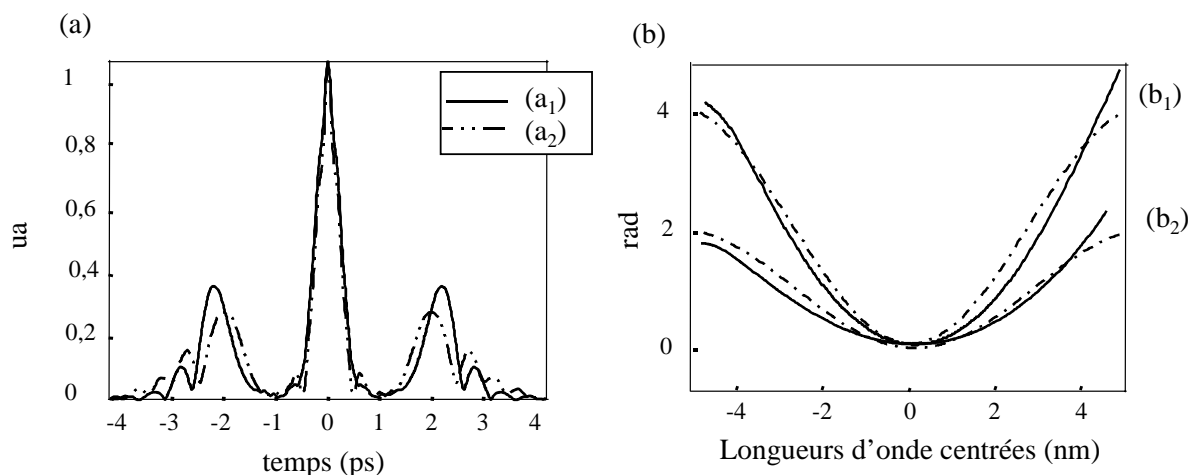 (a)
1
0,8
0,6
0,4
0,2
0
ua
-4 -3 -2 -1 0 1 2 3 4
temps (ps)
(a1)
(a2)
(b)
4
2
0
rad
-4 -2 0 2 4
Longueurs d'onde centrées (nm)
(b1)
(b2)